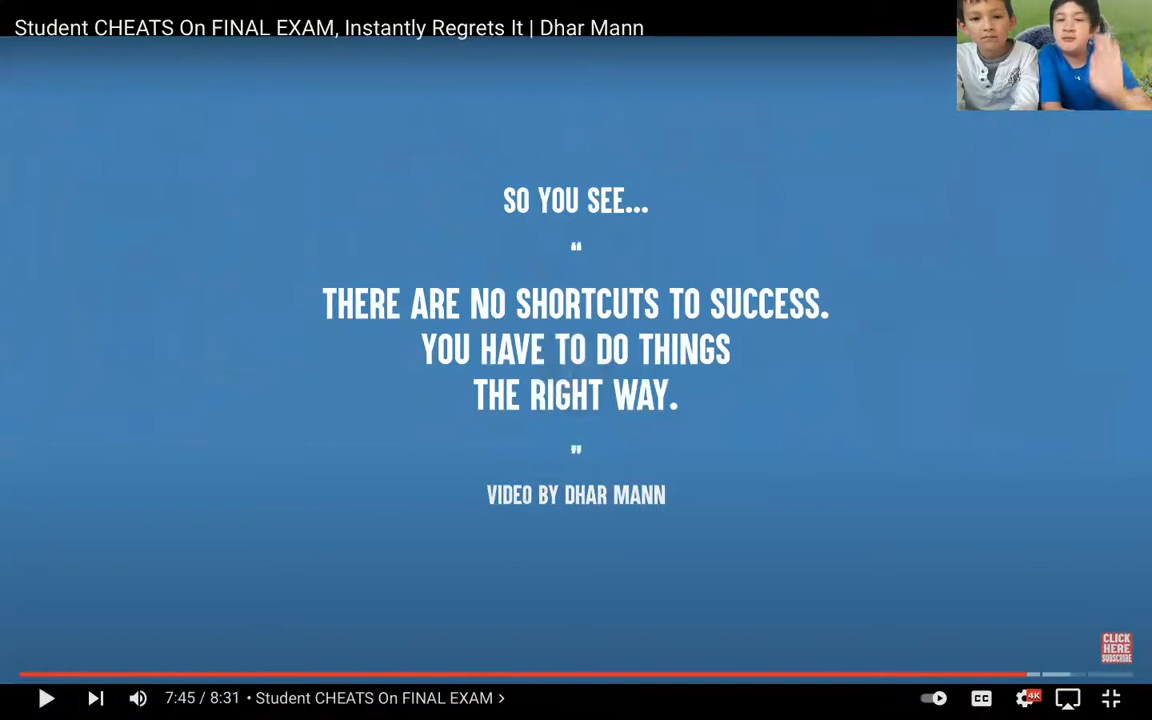 Student CHEATS On FINAL EXAM, Instantly Regrets It | Dhar Mann
SO YOU SEE...
“
THERE ARE NO SHORTCUTS TO SUCCESS.
YOU HAVE TO DO THINGS
THE RIGHT WAY.
”
VIDEO BY DHAR MANN
CLICK
HERE
SUBSCRIBE
7:45 / 8:31 • Student CHEATS On FINAL EXAM >
CC
4K